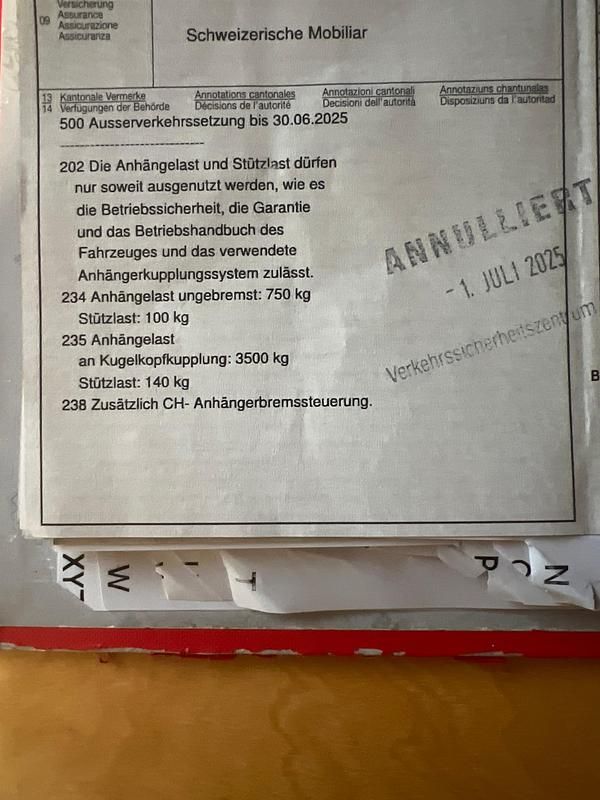 Versicherung
09 Assurance
Assicurazione
Assicuranza
Schweizerische Mobiliar
13 Kantonale Vermerke Annotations cantonales Annotazioni cantonali Annotaziuns chantunalas
14 Verfügungen der Behörde Décisions de l'autorité Decisioni dell'autorità Disposiziuns da l'autoritad
500 Ausserverkehrssetzung bis 30.06.2025
------------------------------
202 Die Anhängelast und Stützlast dürfen
nur soweit ausgenutzt werden, wie es
die Betriebssicherheit, die Garantie
und das Betriebshandbuch des
Fahrzeuges und das verwendete
Anhängerkupplungssystem zulässt.
234 Anhängelast ungebremst: 750 kg
Stützlast: 100 kg
235 Anhängelast
an Kugelkopfkupplung: 3500 kg
Stützlast: 140 kg
238 Zusätzlich CH- Anhängerbremssteuerung.
ANNULLIERT
- 1. JULI 2025
Verkehrssicherheitszentrum
B
XYZ
W
T
P
N